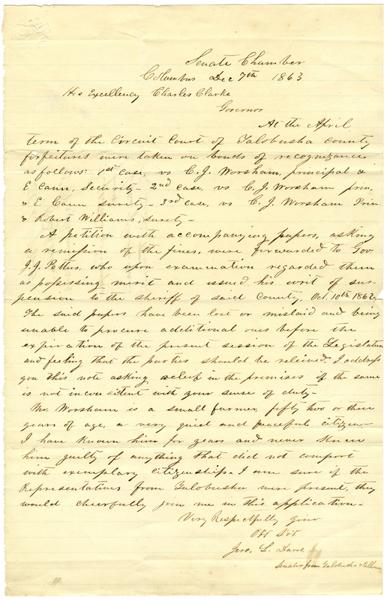 Senate Chamber
Columbus Dec 7th 1863
His Excellency Charles Clarke
Governor
At the April
term of the Circuit Court of Yalobusha County
forfeitures were taken on bonds of recognizance
as follows: 1st case, vs C. J. Worsham, principal &
E Cann, Security - 2nd case, vs C. J. Worsham prin.
& E. Cann surety - 3rd case, vs C. J. Worsham Prin
& Robert Williams, surety -
A petition with accompanying papers, asking
a remission of the fines, were forwarded to Gov
J. J. Pettus, who upon examination regarded them
as possessing merit and issued his writ of sus-
pension to the sheriff of said County, Oct 10th 1862.
The said papers have been lost or mislaid and being
unable to procure additional ones before the
expiration of the present session of the Legislature
and feeling that the parties should be relieved, I address
you this note asking relief in the premises if the same
is not inconsistent with your sense of duty -
Mr. Worsham is a small farmer, fifty two or three
years of age, a very quiet and peaceful citizen -
I have known him for years and never knew
him guilty of anything that did not comport
with exemplary citizenship. I am sure if the
Representatives from Yalobusha were present, they
would cheerfully join me in this application -
Very Respectfully your
Obt Svt
L. Davis
Senator from Yalobusha &